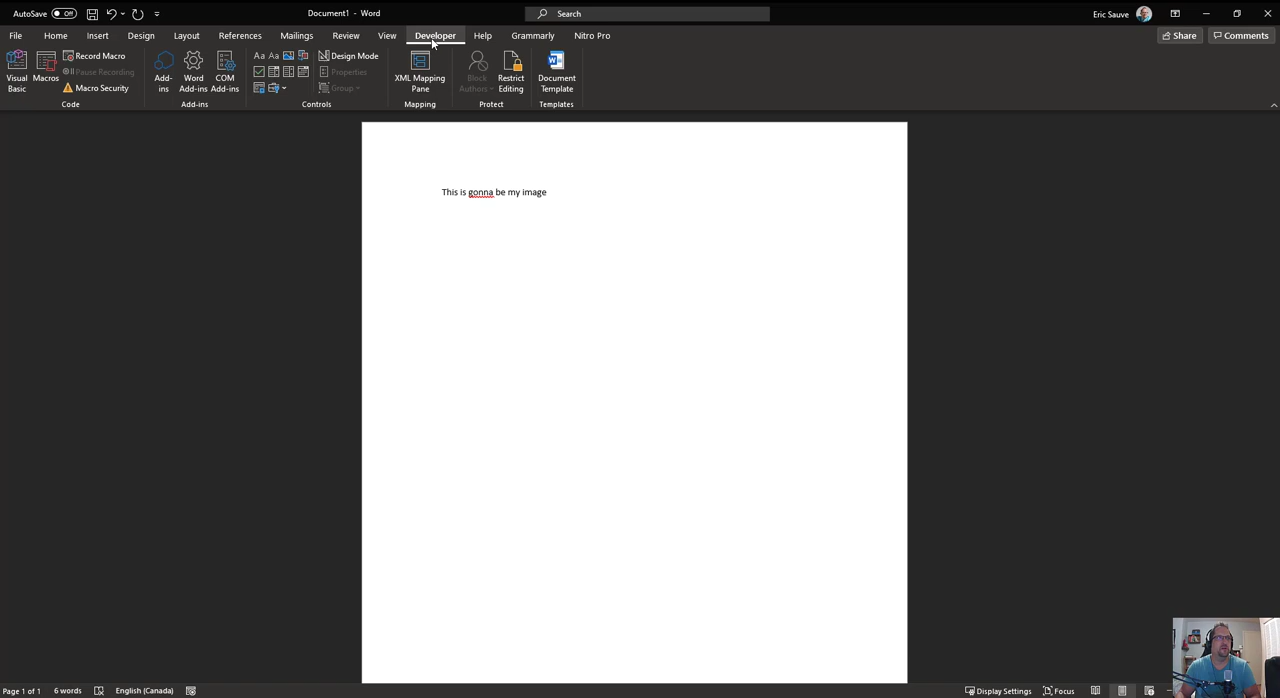 AutoSave Off Document1 - Word Search Eric Sauve
File Home Insert Design Layout References Mailings Review View Developer Help Grammarly Nitro Pro Share Comments
Visual Basic
Macros
Record Macro
Pause Recording
Macro Security
Code
Add-ins
Word Add-ins
COM Add-ins
Add-ins
Aa Aa
Design Mode
Properties
Group
Controls
XML Mapping Pane
Mapping
Block Authors
Restrict Editing
Protect
Document Template
Templates
This is gonna be my image
Page 1 of 1 6 words English (Canada) Display Settings Focus